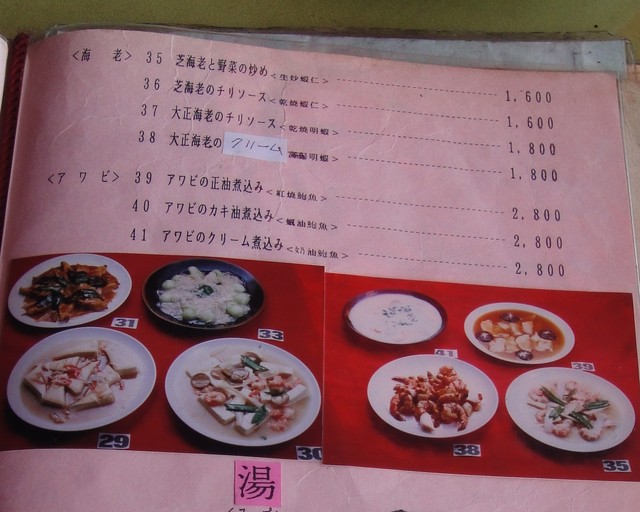 <海 老> 35 芝海老と野菜の炒め<生炒蝦仁> 1,600
36 芝海老のチリソース<乾焼蝦仁> 1,600
37 大正海老のチリソース<乾焼明蝦> 1,800
38 大正海老のクリーム 明蝦> 1,800
<アワビ> 39 アワビの正油煮込み<紅焼鮑魚> 2,800
40 アワビのカキ油煮込み<蠣油鮑魚> 2,800
41 アワビのクリーム煮込み<奶油鮑魚> 2,800
31 33 41 39
29 30 38 35
湯